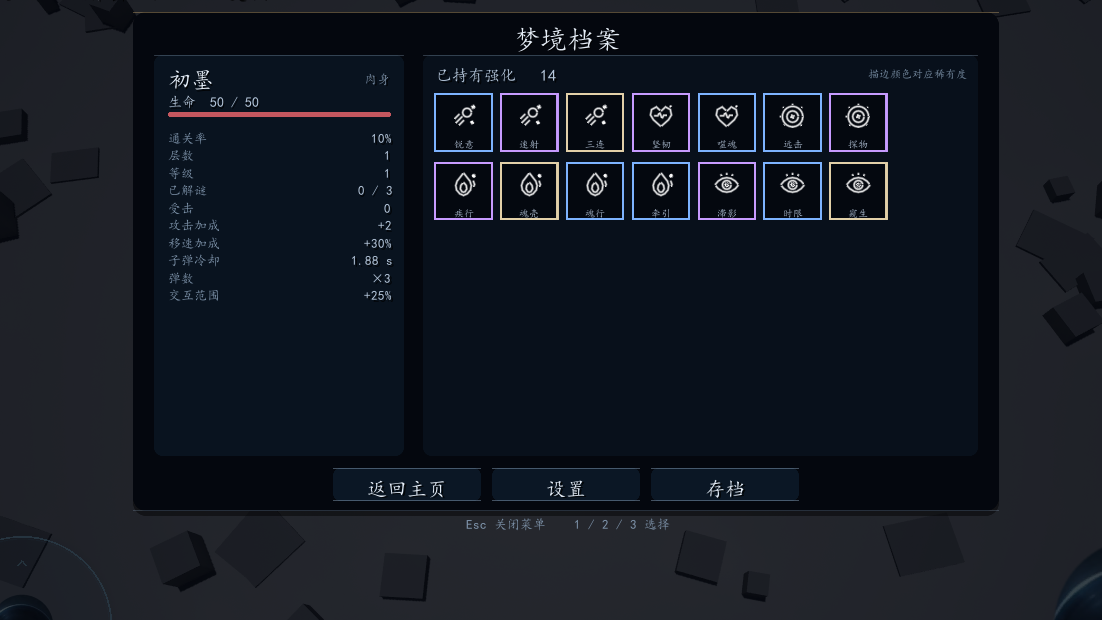 梦境档案
初墨 肉身
生命 50 / 50
通关率 10%
层数 1
等级 1
已解谜 0 / 3
受击 0
攻击加成 +2
移速加成 +30%
子弹冷却 1.88 s
弹数 ×3
交互范围 +25%
已持有强化 14 描边颜色对应稀有度
锐意 速射 三连 坚韧 噬魂 远击 探物
疾行 魂壳 魂行 牵引 滞影 时限 窥生
返回主页 设置 存档
Esc 关闭菜单 1 / 2 / 3 选择